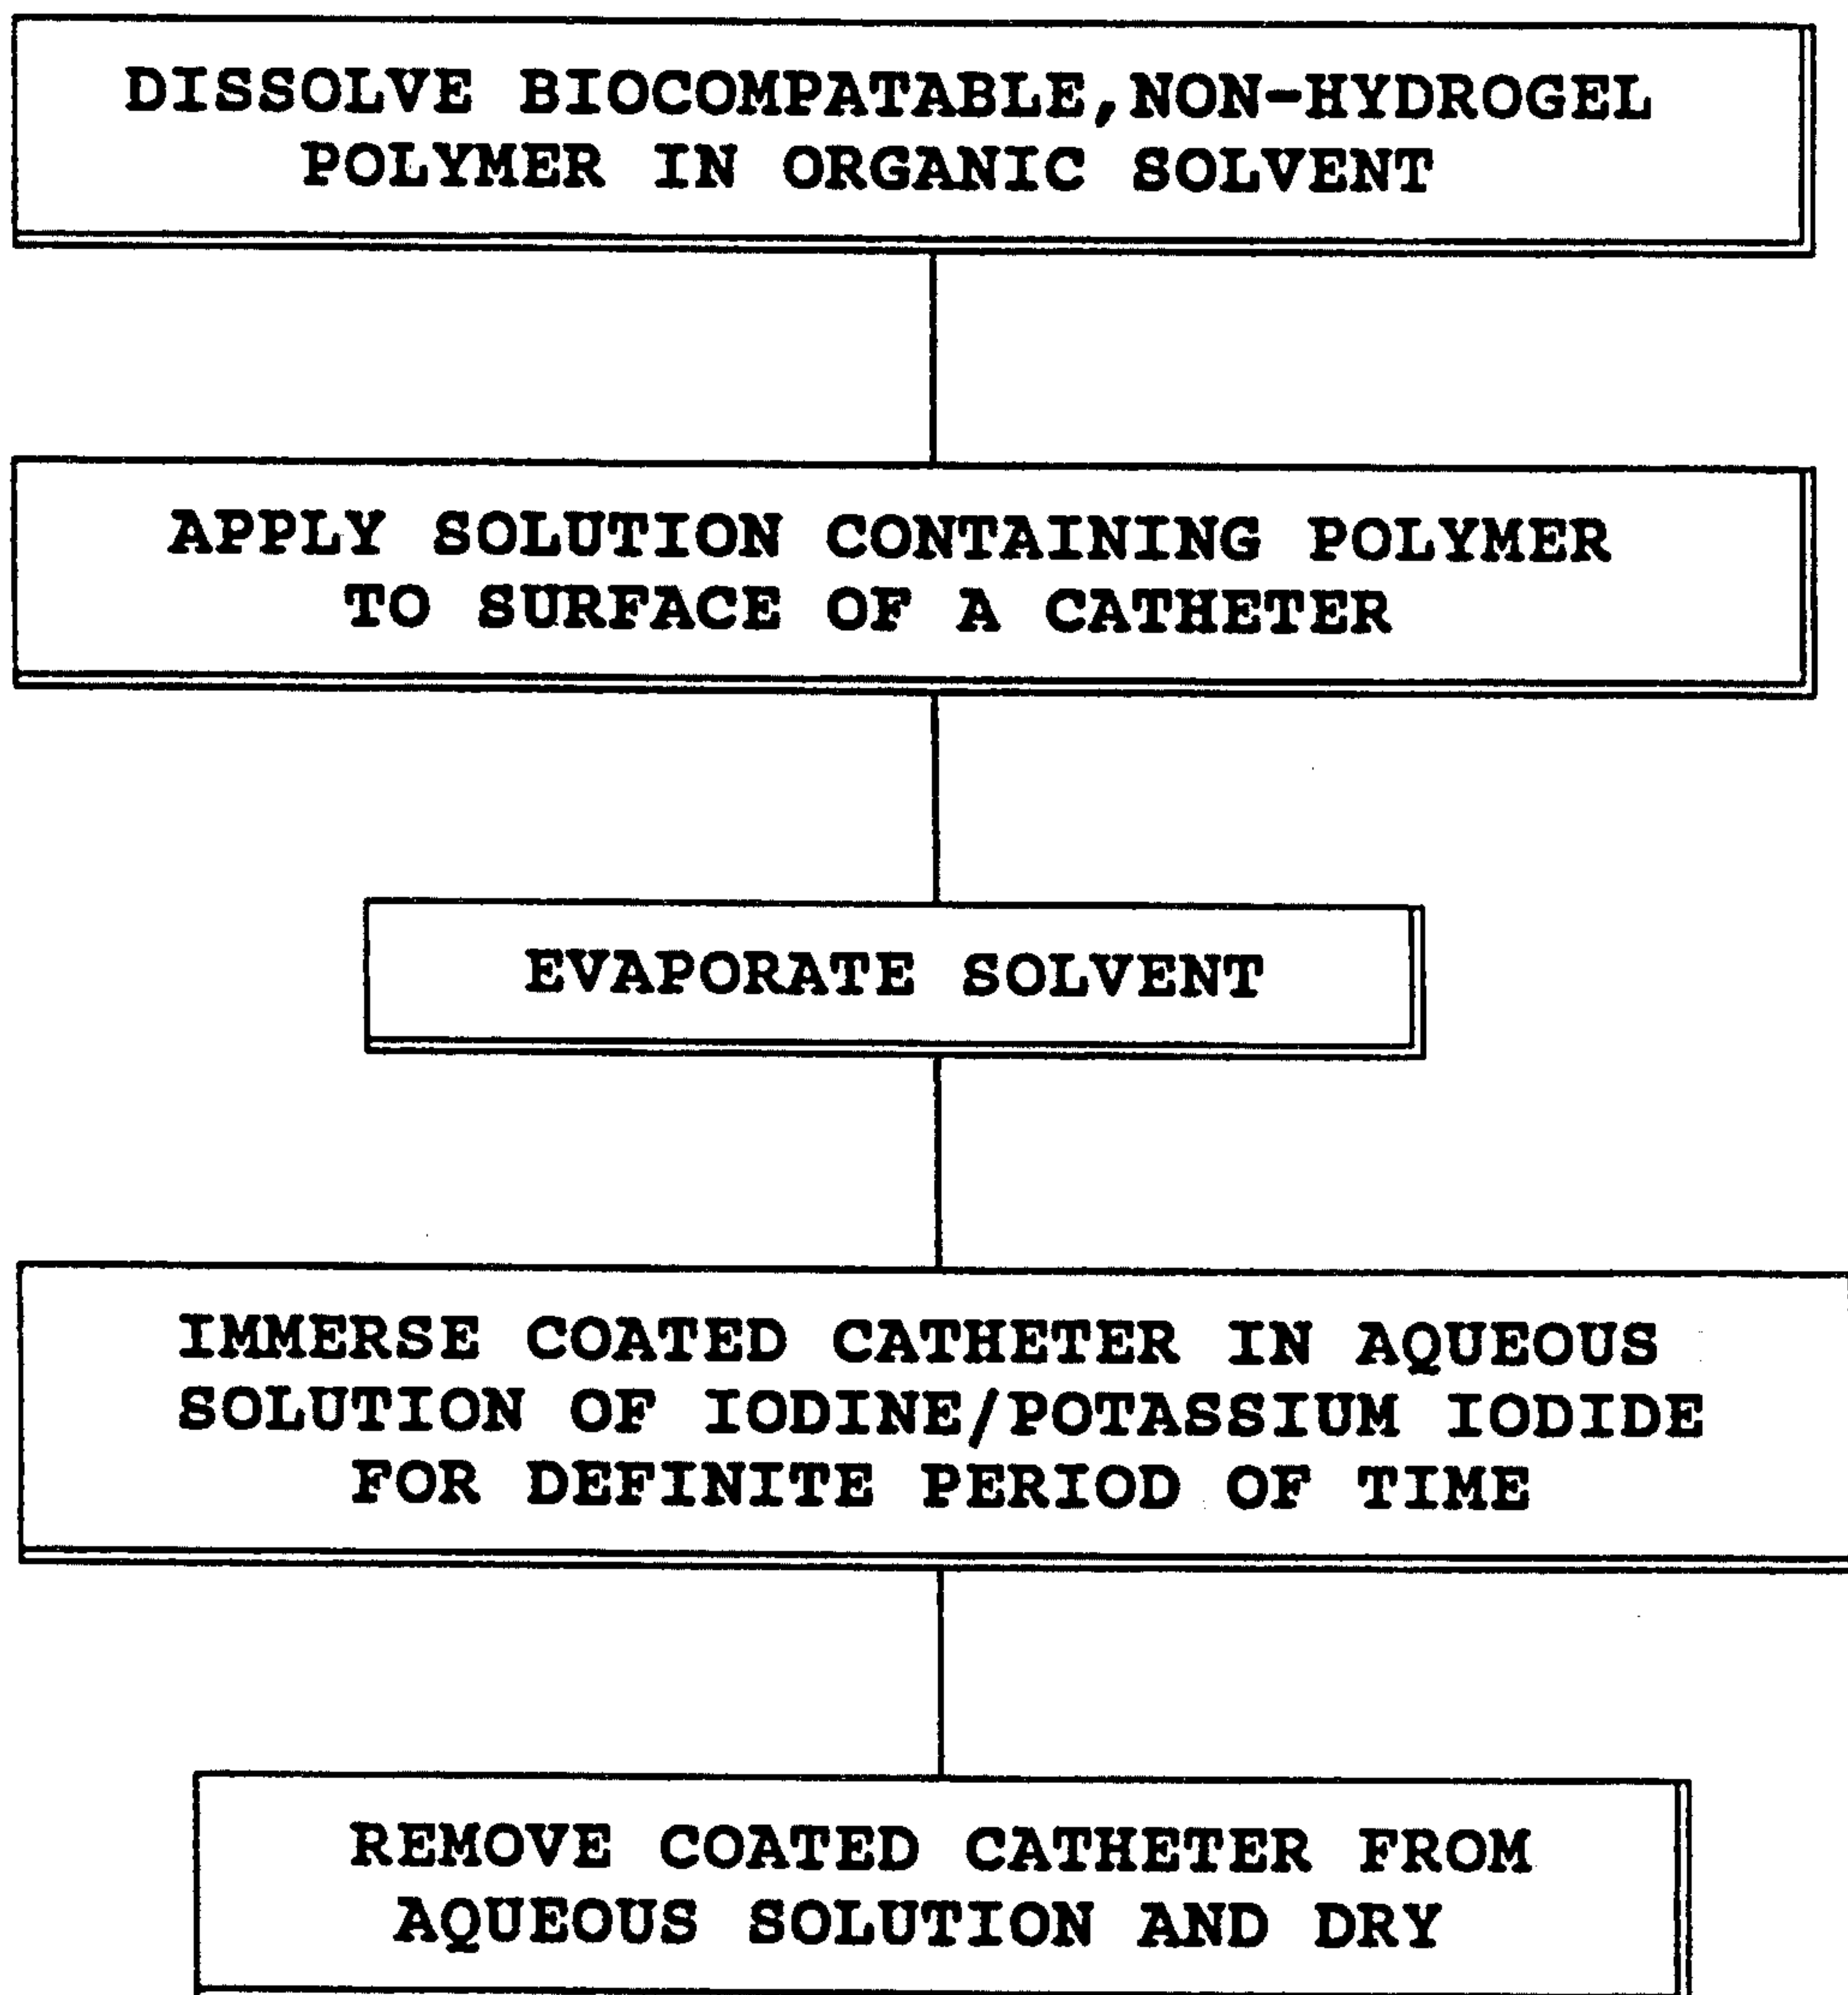 DISSOLVE BIOCOMPATABLE,NON-HYDROGEL
POLYMER IN ORGANIC SOLVENT
APPLY SOLUTION CONTAINING POLYMER
TO SURFACE OF A CATHETER
EVAPORATE SOLVENT
IMMERSE COATED CATHETER IN AQUEOUS
SOLUTION OF IODINE/POTASSIUM IODIDE
FOR DEFINITE PERIOD OF TIME
REMOVE COATED CATHETER FROM
AQUEOUS SOLUTION AND DRY